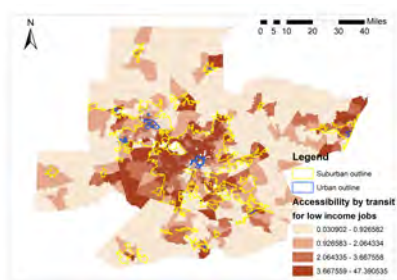 N
Miles
0 5 10 20 30 40
Legend
Suburban outline
Urban outline
Accessibility by transit
for low income jobs
0.030902 - 0.926582
0.926583 - 2.064334
2.064335 - 3.667558
3.667559 - 47.390535